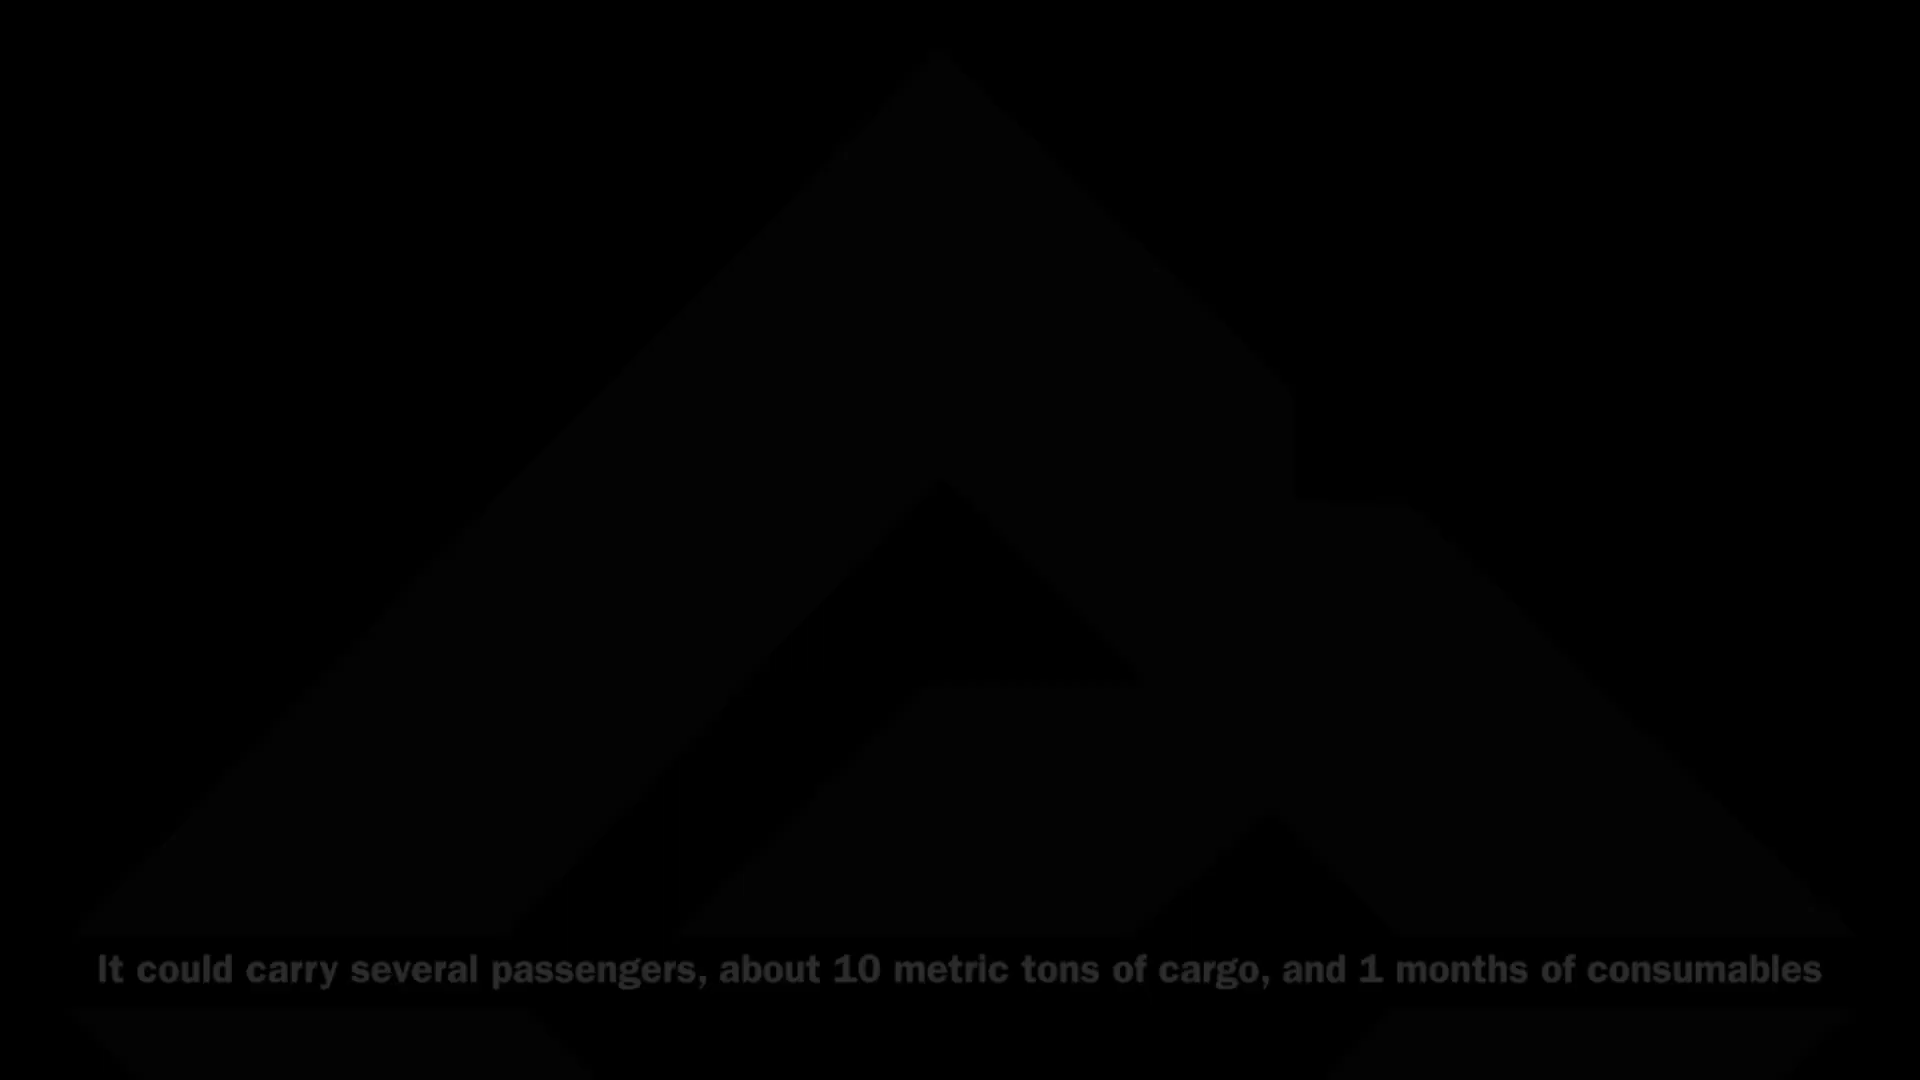 It could carry several passengers, about 10 metric tons of cargo, and 1 months of consumables